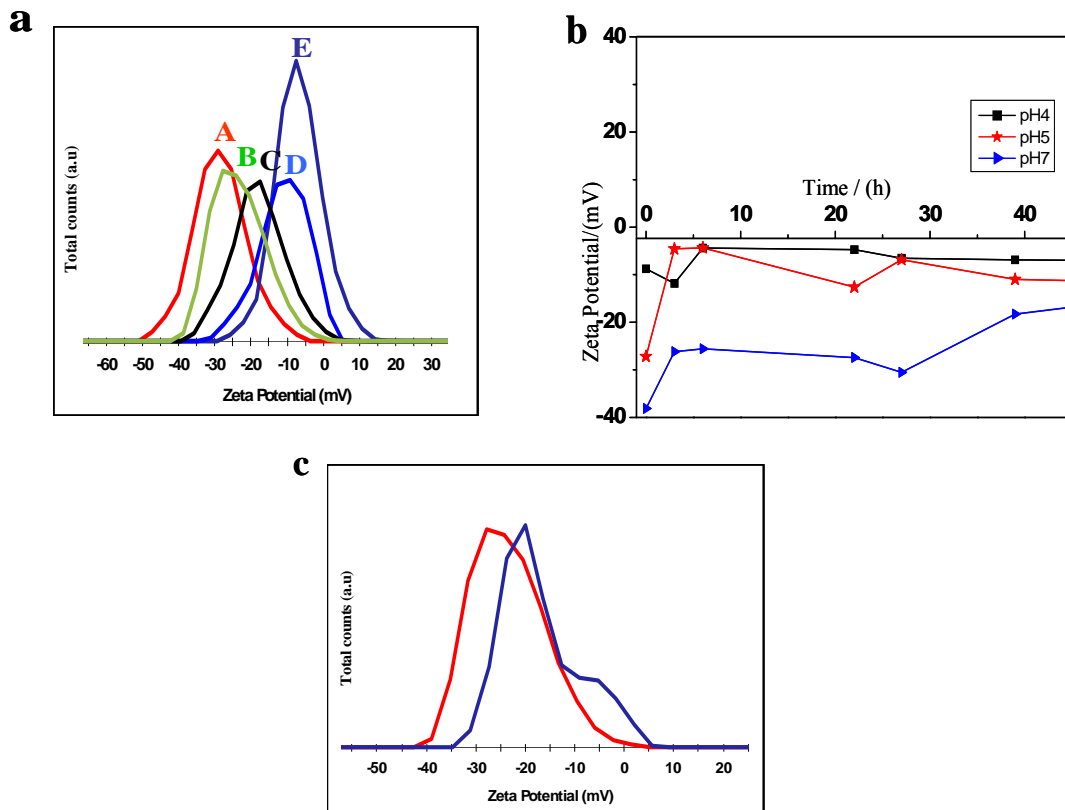 a
A
B
C
D
E
Total counts (a.u)
-60 -50 -40 -30 -20 -10 0 10 20 30
Zeta Potential (mV)
b
40
20
0
-20
-40
Zeta Potential/(mV)
Time / (h)
0 10 20 30 40
pH4
pH5
pH7
c
Total counts (a.u)
-50 -40 -30 -20 -10 0 10 20
Zeta Potential (mV)